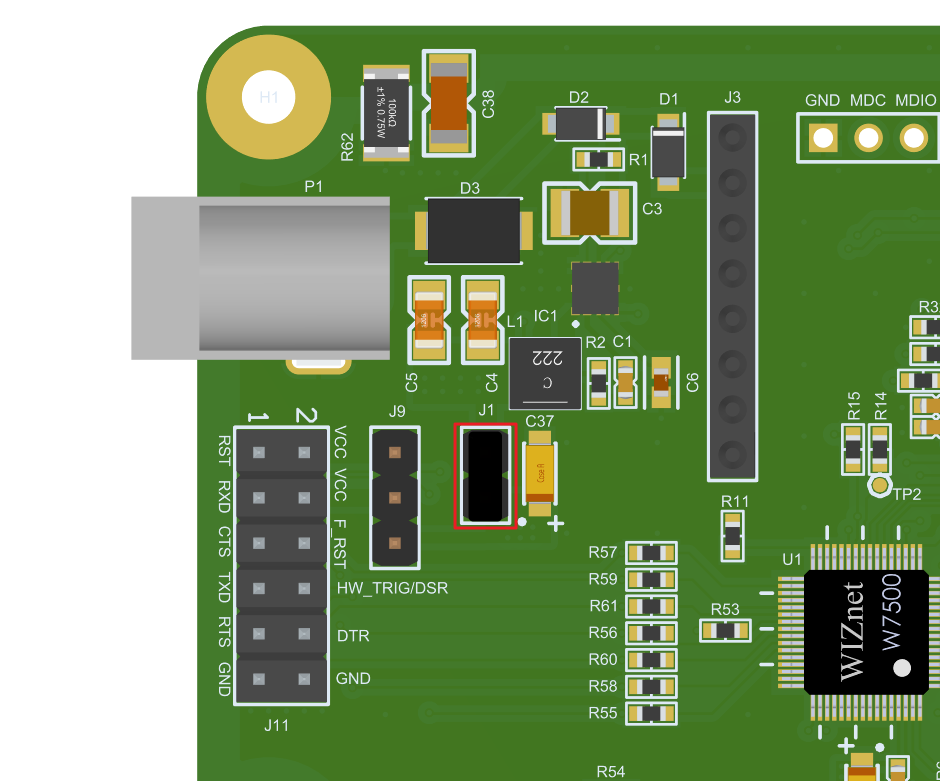 H1
R62
100kΩ
±1% 0.75W
C38
D2
D1
J3
GND MDC MDIO
R1
P1
D3
C3
IC1
L1
222
C
R2 C1
C6
C5
C4
J9
J1
C37
Case A
R3
R15
R14
TP2
1 2
RST
VCC
RXD
VCC
CTS
F_RST
TXD
HW_TRIG/DSR
RTS
DTR
GND
GND
J11
+
R11
U1
R57
R59
R61
R56
R60
R58
R55
R53
WIZnet
W7500
+
R54